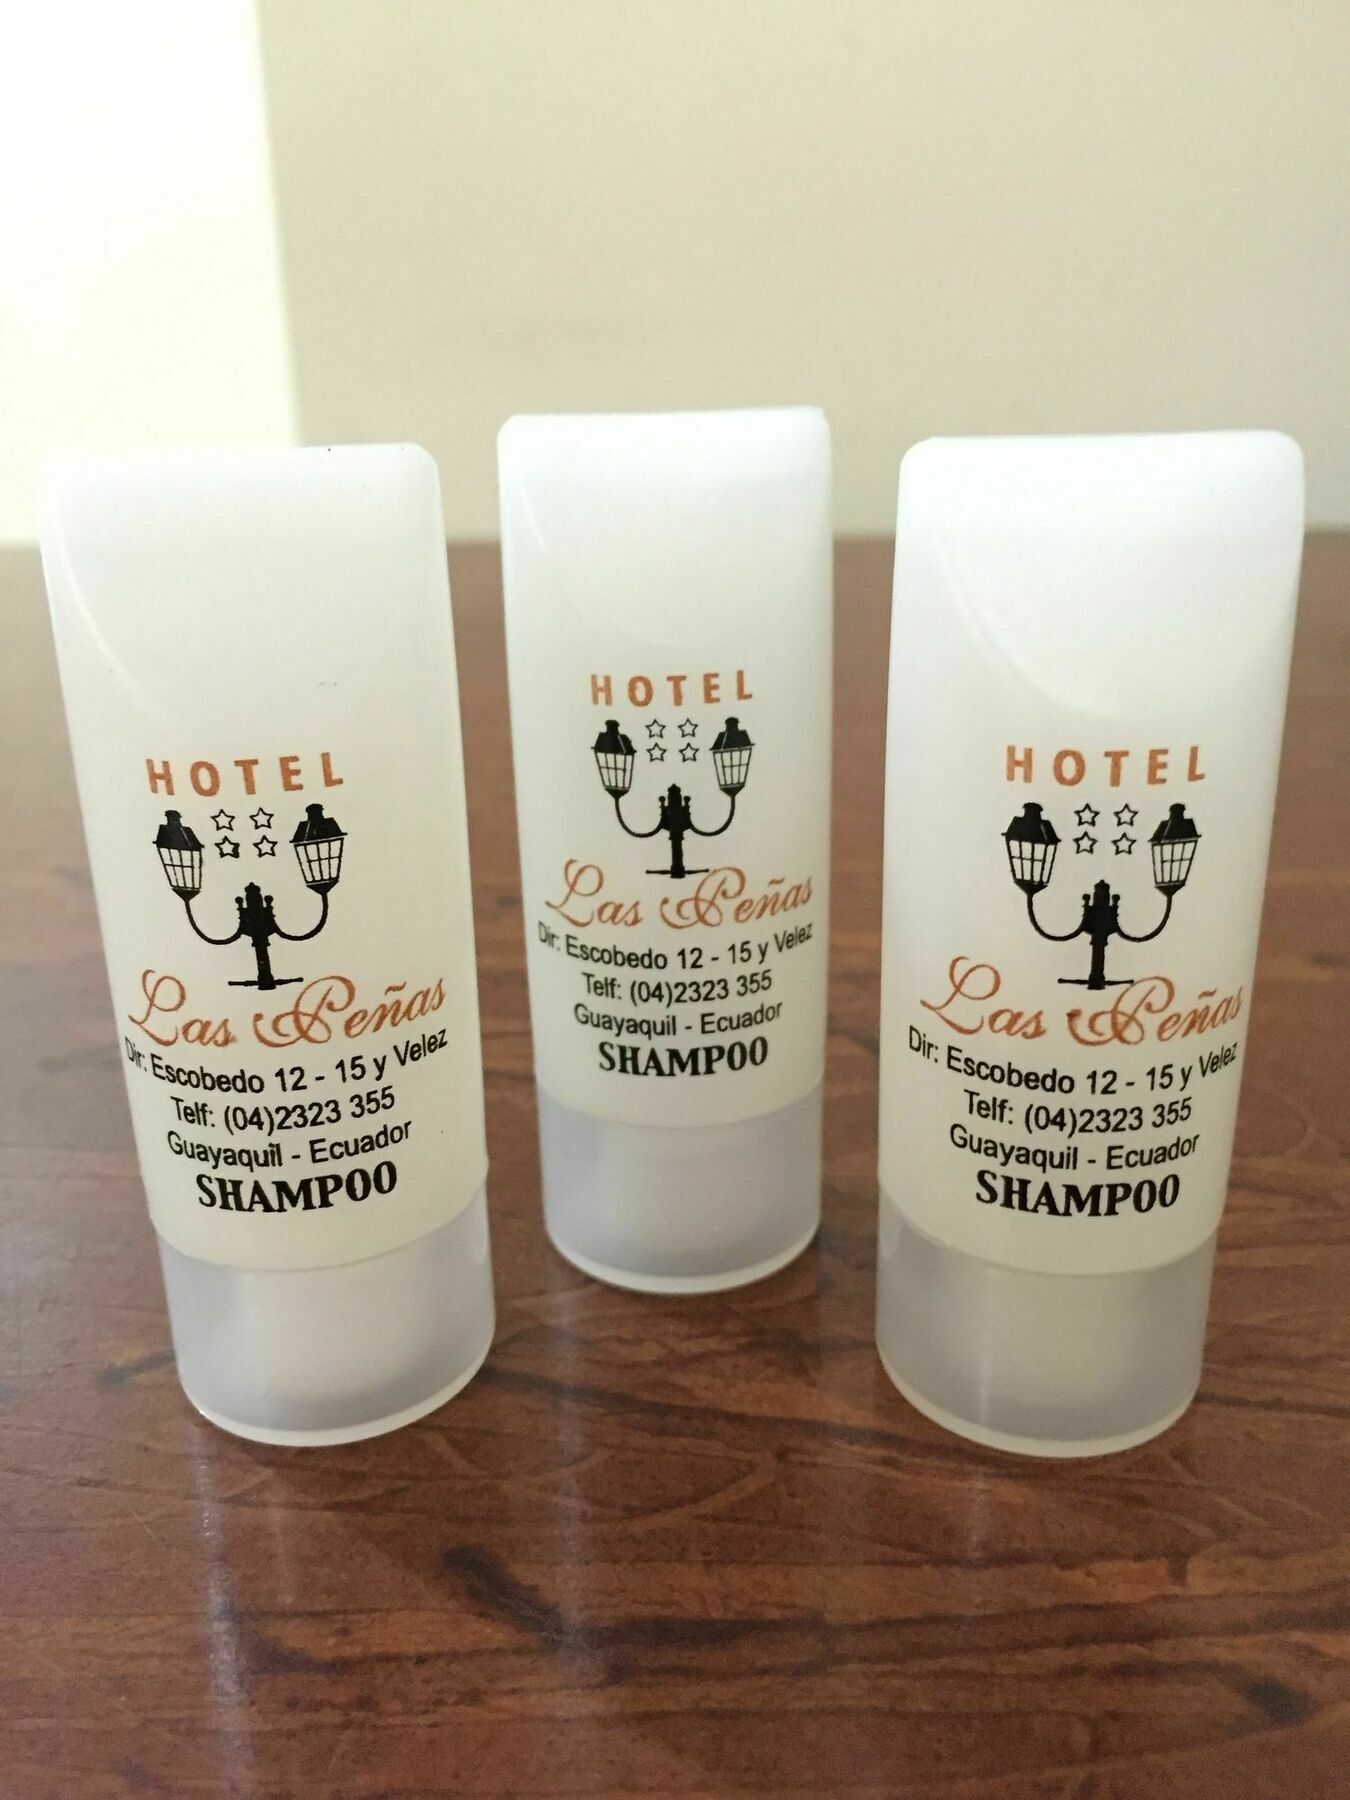 HOTEL
Las Peñas
Dir: Escobedo 12 - 15 y Velez
Telf: (04)2323 355
Guayaquil - Ecuador
SHAMPOO
HOTEL
Las Peñas
Dir: Escobedo 12 - 15 y Velez
Telf: (04)2323 355
Guayaquil - Ecuador
SHAMPOO
HOTEL
Las Peñas
Dir: Escobedo 12 - 15 y Velez
Telf: (04)2323 355
Guayaquil - Ecuador
SHAMPOO